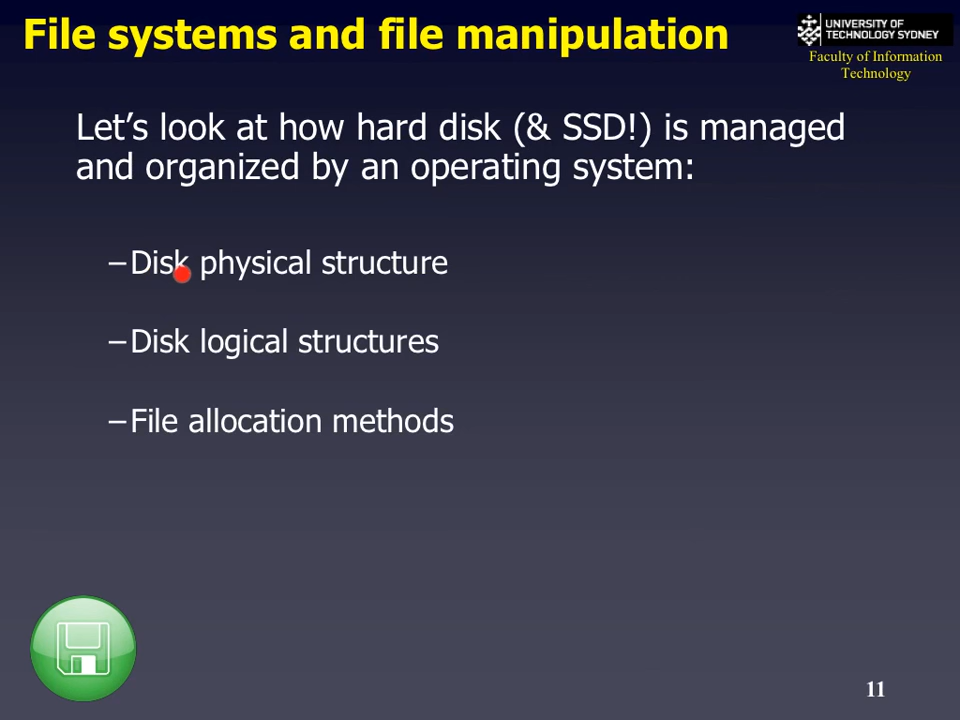 File systems and file manipulation
UNIVERSITY OF
TECHNOLOGY SYDNEY
Faculty of Information
Technology
Let’s look at how hard disk (& SSD!) is managed
and organized by an operating system:
–Disk physical structure
–Disk logical structures
–File allocation methods
11